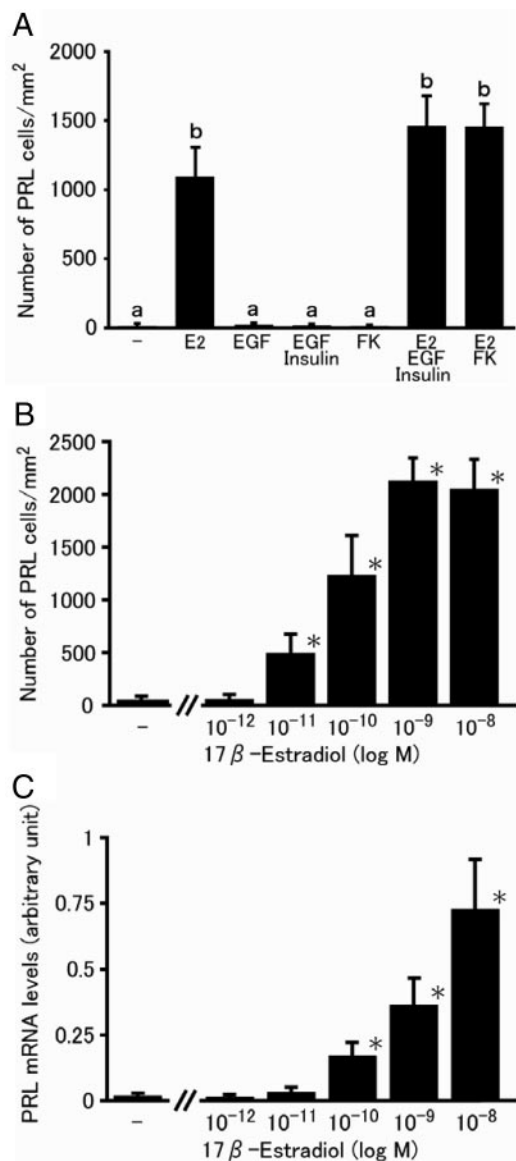 A
Number of PRL cells/mm²
2000
1500
1000
500
0
a
b
a
a
a
b
b
−
E2
EGF
EGF
Insulin
FK
E2
EGF
Insulin
E2
FK
B
Number of PRL cells/mm²
2500
2000
1500
1000
500
0
*
*
*
*
−
//
10⁻¹²
10⁻¹¹
10⁻¹⁰
10⁻⁹
10⁻⁸
17β-Estradiol (log M)
C
PRL mRNA levels (arbitrary unit)
1
0.75
0.5
0.25
0
*
*
*
−
//
10⁻¹²
10⁻¹¹
10⁻¹⁰
10⁻⁹
10⁻⁸
17β-Estradiol (log M)